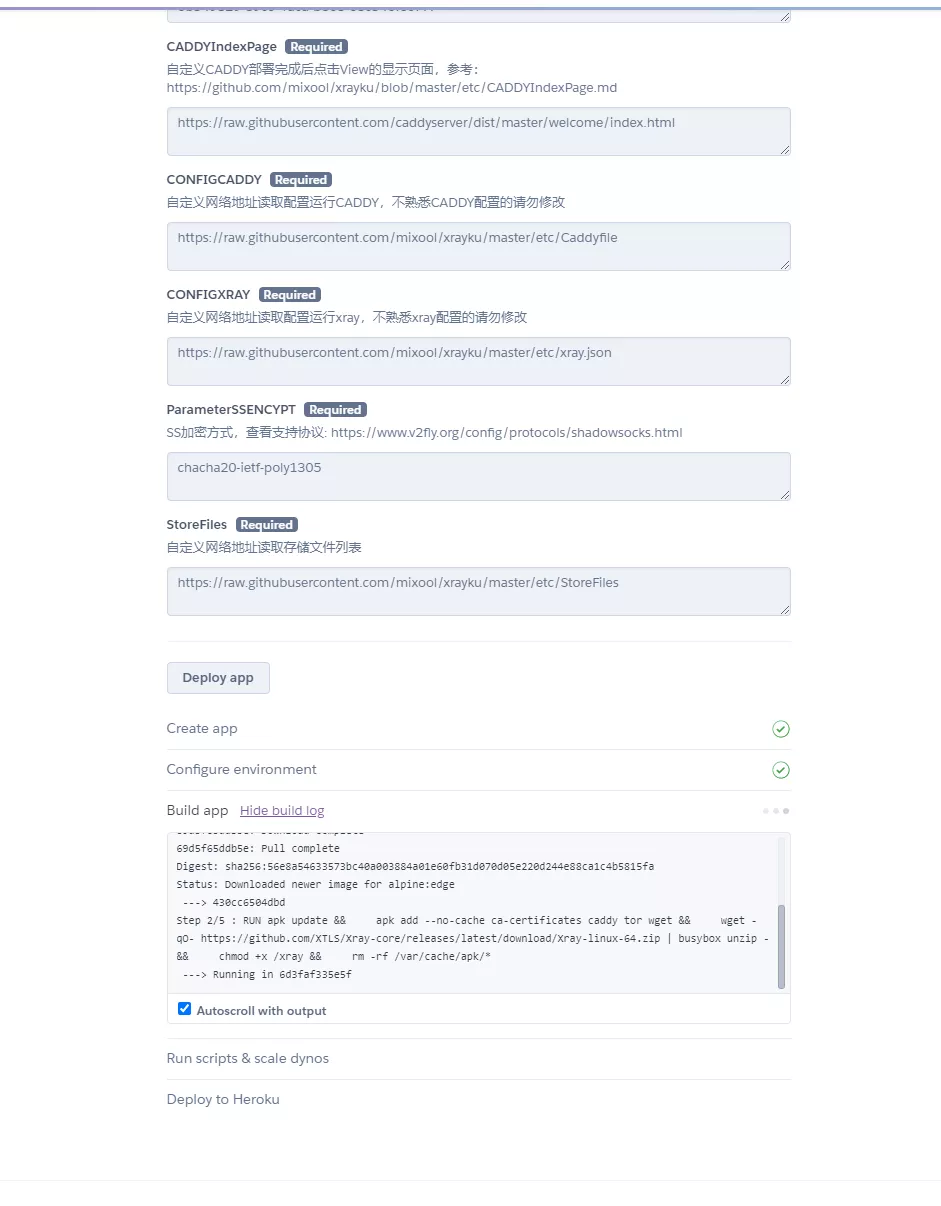 CADDYIndexPage Required
自定义CADDY部署完成后点击View的显示页面，参考：
https://github.com/mixool/xrayku/blob/master/etc/CADDYIndexPage.md
https://raw.githubusercontent.com/caddyserver/dist/master/welcome/index.html
CONFIGCADDY Required
自定义网络地址读取配置运行CADDY，不熟悉CADDY配置的请勿修改
https://raw.githubusercontent.com/mixool/xrayku/master/etc/Caddyfile
CONFIGXRAY Required
自定义网络地址读取配置运行xray，不熟悉xray配置的请勿修改
https://raw.githubusercontent.com/mixool/xrayku/master/etc/xray.json
ParameterSSENCYPT Required
SS加密方式，查看支持协议: https://www.v2fly.org/config/protocols/shadowsocks.html
chacha20-ietf-poly1305
StoreFiles Required
自定义网络地址读取存储文件列表
https://raw.githubusercontent.com/mixool/xrayku/master/etc/StoreFiles
Deploy app
Create app
Configure environment
Build app Hide build log
69d5f65ddb5e: Pull complete
Digest: sha256:56e8a54633573bc40a003884a01e60fb31d070d05e220d244e88ca1c4b5815fa
Status: Downloaded newer image for alpine:edge
---> 430cc6504dbd
Step 2/5 : RUN apk update && apk add --no-cache ca-certificates caddy tor wget && wget -
qO- https://github.com/XTLS/Xray-core/releases/latest/download/Xray-linux-64.zip | busybox unzip -
&& chmod +x /xray && rm -rf /var/cache/apk/*
---> Running in 6d3faf335e5f
Autoscroll with output
Run scripts & scale dynos
Deploy to Heroku